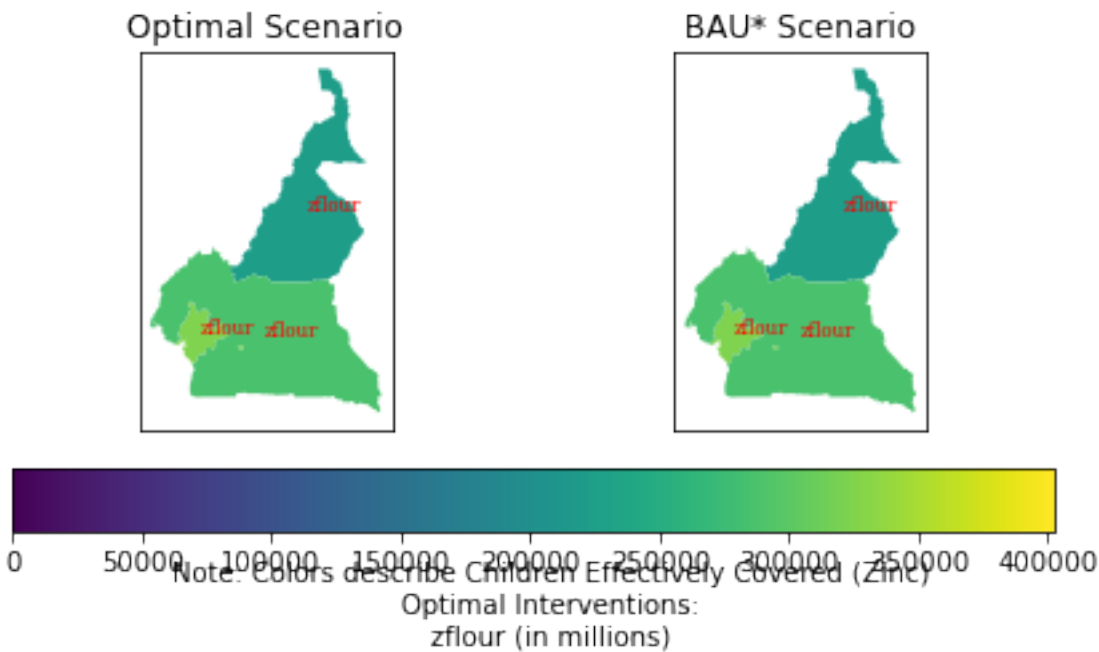 Optimal Scenario
BAU* Scenario
zflour
zflour
zflour zflour
zflour zflour
0 50000 100000 150000 200000 250000 300000 350000 400000
Note: Colors describe Children Effectively Covered (Zinc)
Optimal Interventions:
zflour (in millions)